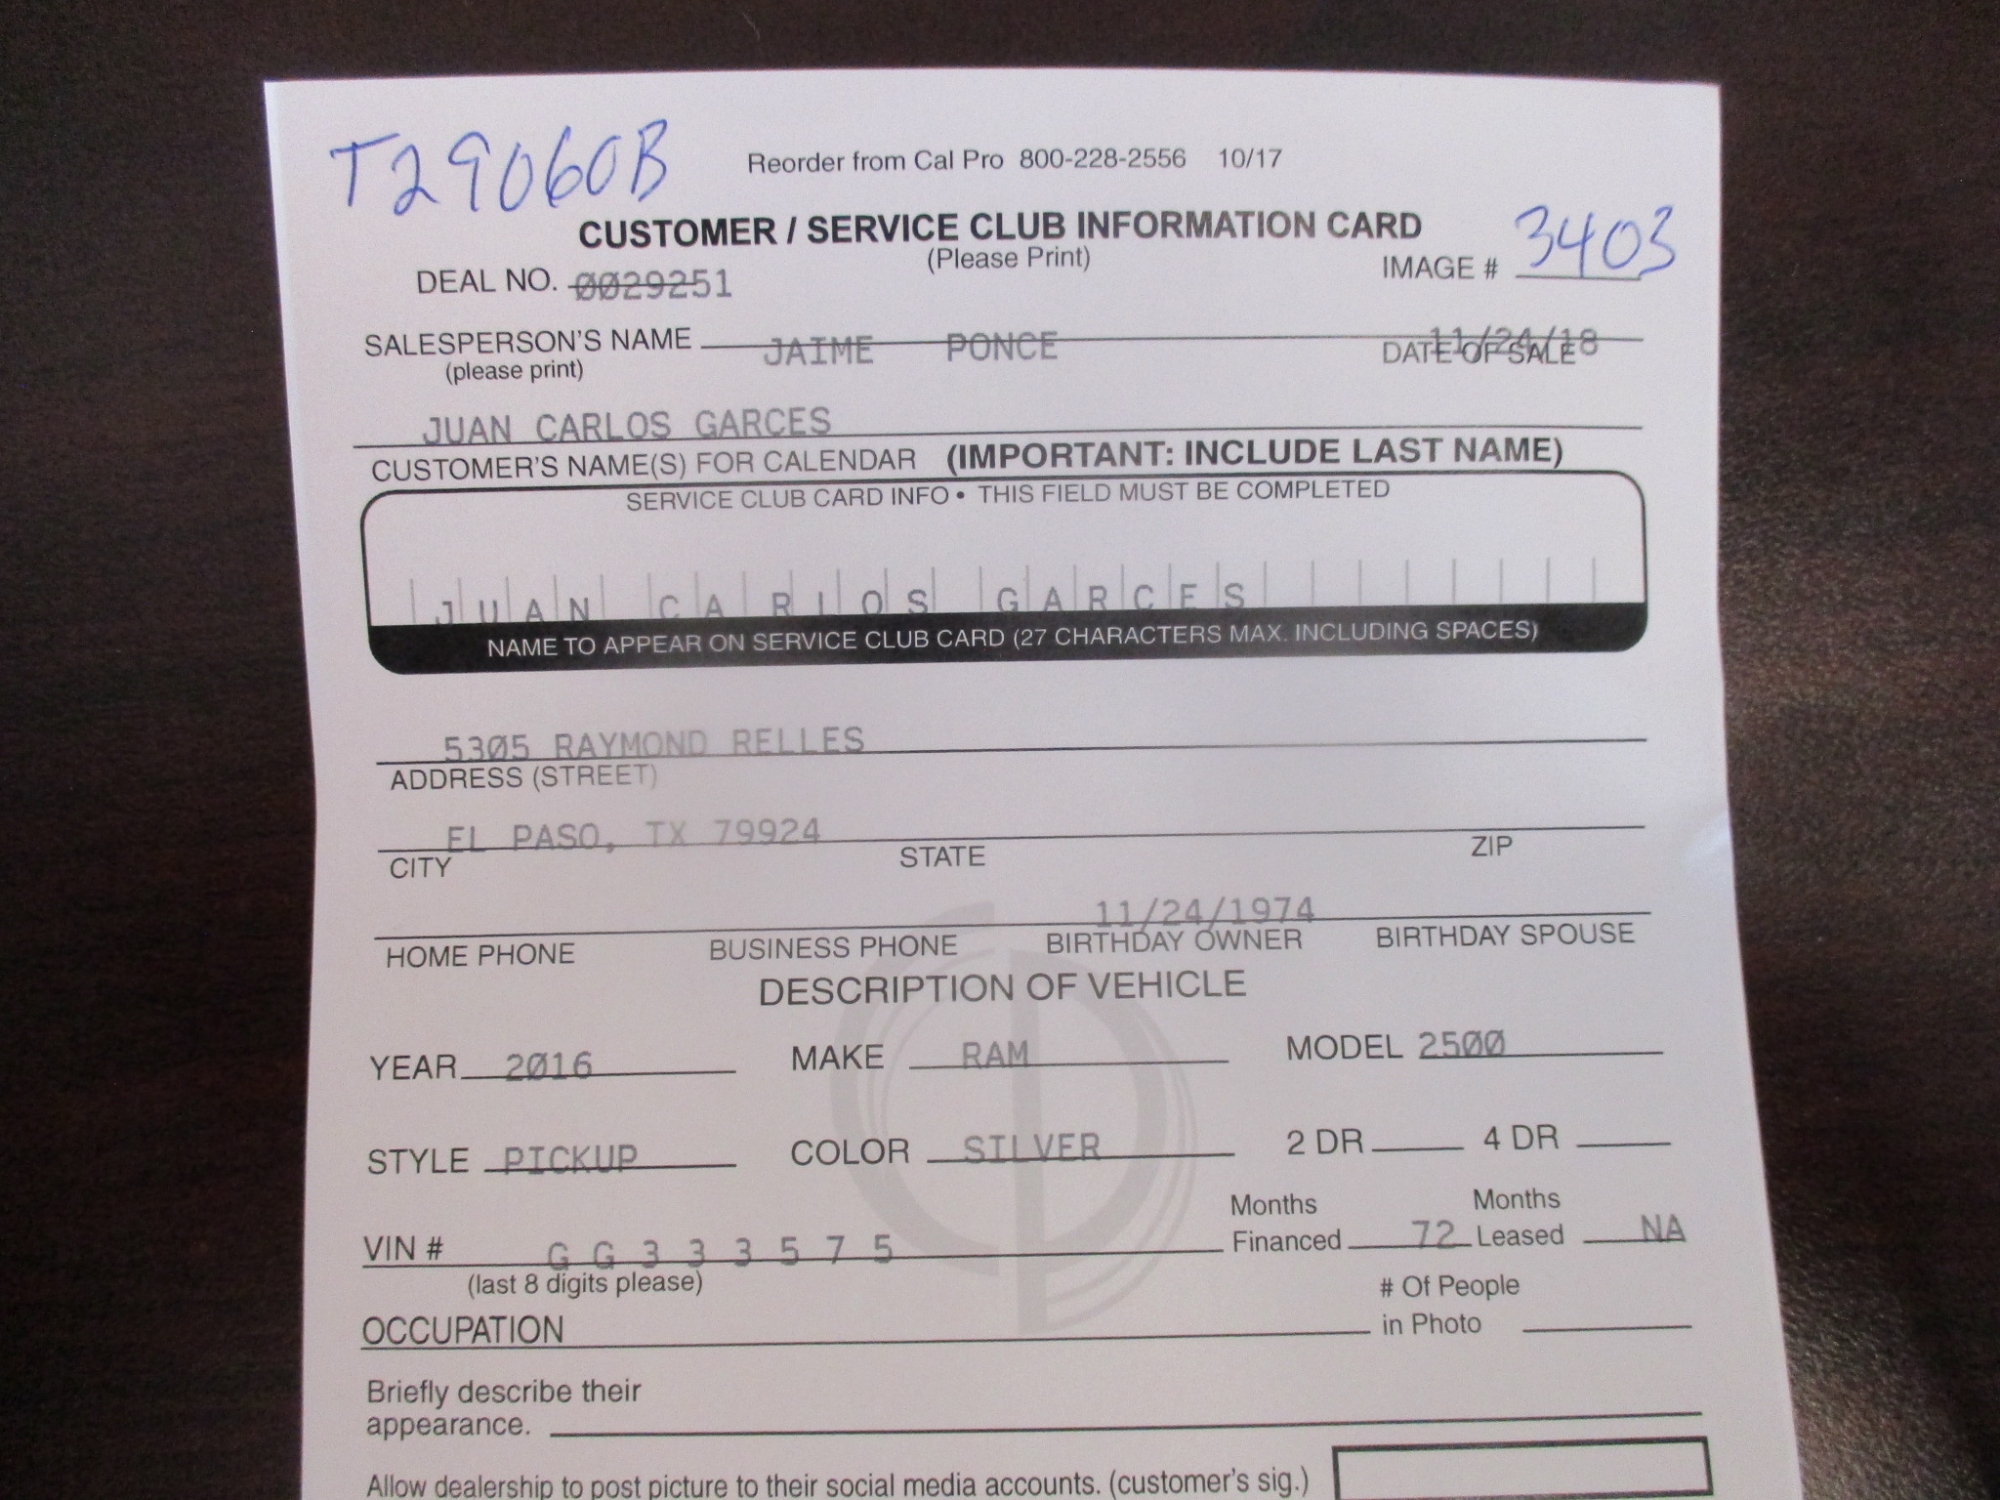 T29060B
Reorder from Cal Pro 800-228-2556 10/17
CUSTOMER / SERVICE CLUB INFORMATION CARD
(Please Print)
DEAL NO. 0029251
IMAGE # 3403
SALESPERSON'S NAME JAIME PONCE DATE OF SALE 11/24/18
(please print)
JUAN CARLOS GARCES
CUSTOMER'S NAME(S) FOR CALENDAR (IMPORTANT: INCLUDE LAST NAME)
SERVICE CLUB CARD INFO • THIS FIELD MUST BE COMPLETED
JUAN CARLOS GARCES
NAME TO APPEAR ON SERVICE CLUB CARD (27 CHARACTERS MAX. INCLUDING SPACES)
5305 RAYMOND RELLES
ADDRESS (STREET)
EL PASO, TX 79924
CITY STATE ZIP
11/24/1974
HOME PHONE BUSINESS PHONE BIRTHDAY OWNER BIRTHDAY SPOUSE
DESCRIPTION OF VEHICLE
YEAR 2016 MAKE RAM MODEL 2500
STYLE PICKUP COLOR SILVER 2 DR 4 DR
Months Months
VIN # G G 3 3 3 5 7 5 Financed 72 Leased NA
(last 8 digits please) # Of People
OCCUPATION in Photo
Briefly describe their
appearance.
Allow dealership to post picture to their social media accounts. (customer's sig.)